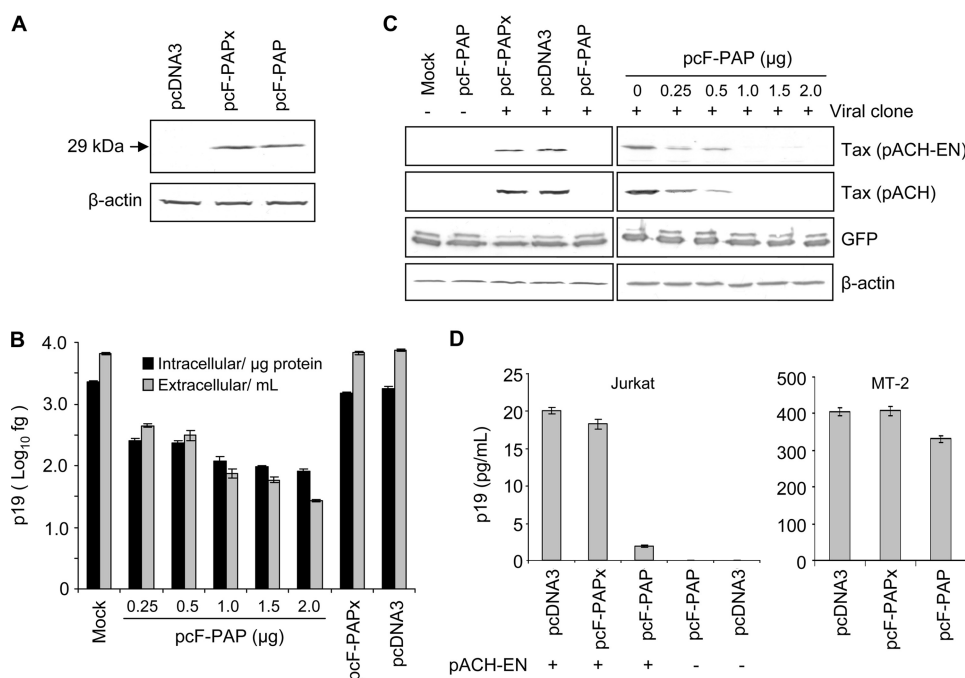 A
pcDNA3
pcF-PAPx
pcF-PAP
29 kDa
β-actin
C
Mock
pcF-PAP
pcF-PAPx
pcDNA3
pcF-PAP
pcF-PAP (µg)
0 0.25 0.5 1.0 1.5 2.0
- - + + + + + + + + + Viral clone
Tax (pACH-EN)
Tax (pACH)
GFP
β-actin
B
p19 ( Log10 fg )
4.0
3.0
2.0
1.0
0
Intracellular/ µg protein
Extracellular/ mL
Mock
0.25 0.5 1.0 1.5 2.0
pcF-PAP (µg)
pcF-PAPx
pcDNA3
D
Jurkat
p19 (pg/mL)
25
20
15
10
5
0
pcDNA3
pcF-PAPx
pcF-PAP
pcF-PAP
pcDNA3
pACH-EN + + + - -
MT-2
500
400
300
200
100
0
pcDNA3
pcF-PAPx
pcF-PAP